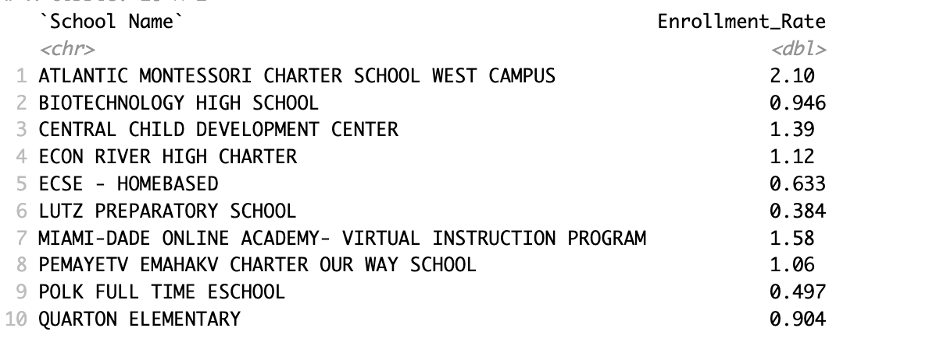 `School Name` Enrollment_Rate
<chr> <dbl>
1 ATLANTIC MONTESSORI CHARTER SCHOOL WEST CAMPUS 2.10
2 BIOTECHNOLOGY HIGH SCHOOL 0.946
3 CENTRAL CHILD DEVELOPMENT CENTER 1.39
4 ECON RIVER HIGH CHARTER 1.12
5 ECSE - HOMEBASED 0.633
6 LUTZ PREPARATORY SCHOOL 0.384
7 MIAMI-DADE ONLINE ACADEMY- VIRTUAL INSTRUCTION PROGRAM 1.58
8 PEMAYETV EMAHAKV CHARTER OUR WAY SCHOOL 1.06
9 POLK FULL TIME ESCHOOL 0.497
10 QUARTON ELEMENTARY 0.904